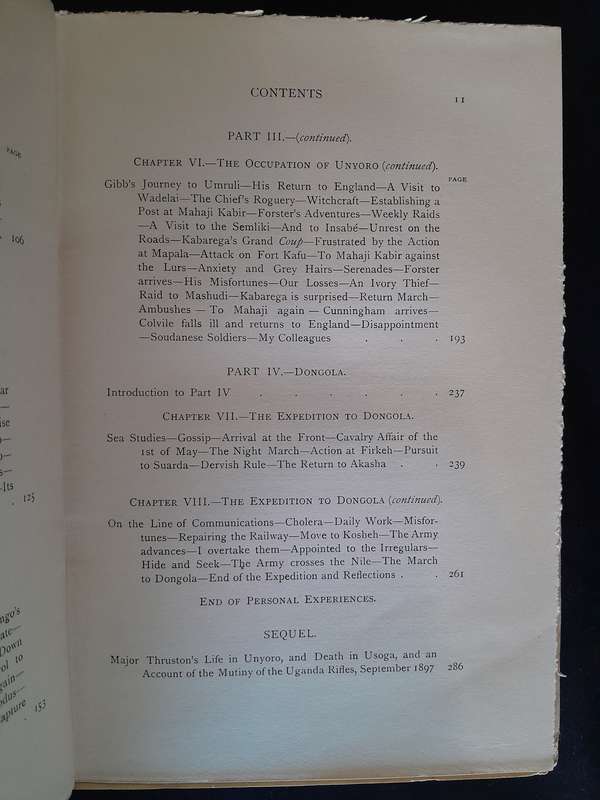 PAGE
106
ar
125
ngo's
ate—
Down
ol to
gain—
odus—
apture
153
CONTENTS
11
PART III.—(continued).
CHAPTER VI.—THE OCCUPATION OF UNYORO (continued).
PAGE
Gibb's Journey to Umruli—His Return to England—A Visit to
Wadelai—The Chief's Roguery—Witchcraft—Establishing a
Post at Mahaji Kabir—Forster's Adventures—Weekly Raids
—A Visit to the Semliki—And to Insabé—Unrest on the
Roads—Kabarega's Grand Coup—Frustrated by the Action
at Mapala—Attack on Fort Kafu—To Mahaji Kabir against
the Lurs—Anxiety and Grey Hairs—Serenades—Forster
arrives—His Misfortunes—Our Losses—An Ivory Thief—
Raid to Mashudi—Kabarega is surprised—Return March—
Ambushes — To Mahaji again — Cunningham arrives—
Colvile falls ill and returns to England—Disappointment
—Soudanese Soldiers—My Colleagues . . . 193
PART IV.—DONGOLA.
Introduction to Part IV . . . . . . 237
CHAPTER VII.—THE EXPEDITION TO DONGOLA.
Sea Studies—Gossip—Arrival at the Front—Cavalry Affair of the
1st of May—The Night March—Action at Firkeh—Pursuit
to Suarda—Dervish Rule—The Return to Akasha . . 239
CHAPTER VIII.—THE EXPEDITION TO DONGOLA (continued).
On the Line of Communications—Cholera—Daily Work—Misfor-
tunes—Repairing the Railway—Move to Kosheh—The Army
advances—I overtake them—Appointed to the Irregulars—
Hide and Seek—The Army crosses the Nile—The March
to Dongola—End of the Expedition and Reflections . . 261
END OF PERSONAL EXPERIENCES.
SEQUEL.
Major Thruston's Life in Unyoro, and Death in Usoga, and an
Account of the Mutiny of the Uganda Rifles, September 1897 286